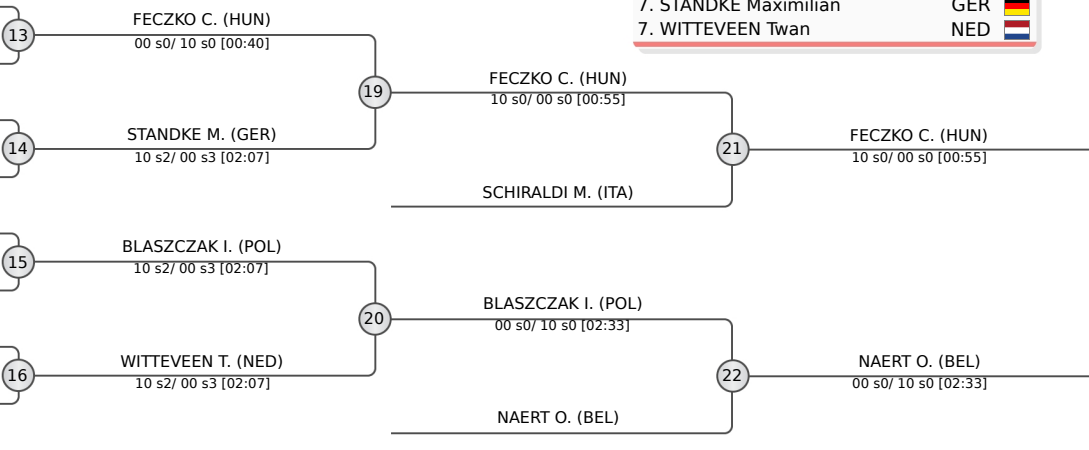 7. STANDKE Maximilian GER
7. WITTEVEEN Twan NED
13
FECZKO C. (HUN)
00 s0/ 10 s0 [00:40]
19
FECZKO C. (HUN)
10 s0/ 00 s0 [00:55]
14
STANDKE M. (GER)
10 s2/ 00 s3 [02:07]
21
FECZKO C. (HUN)
10 s0/ 00 s0 [00:55]
SCHIRALDI M. (ITA)
15
BLASZCZAK I. (POL)
10 s2/ 00 s3 [02:07]
20
BLASZCZAK I. (POL)
00 s0/ 10 s0 [02:33]
16
WITTEVEEN T. (NED)
10 s2/ 00 s3 [02:07]
22
NAERT O. (BEL)
00 s0/ 10 s0 [02:33]
NAERT O. (BEL)